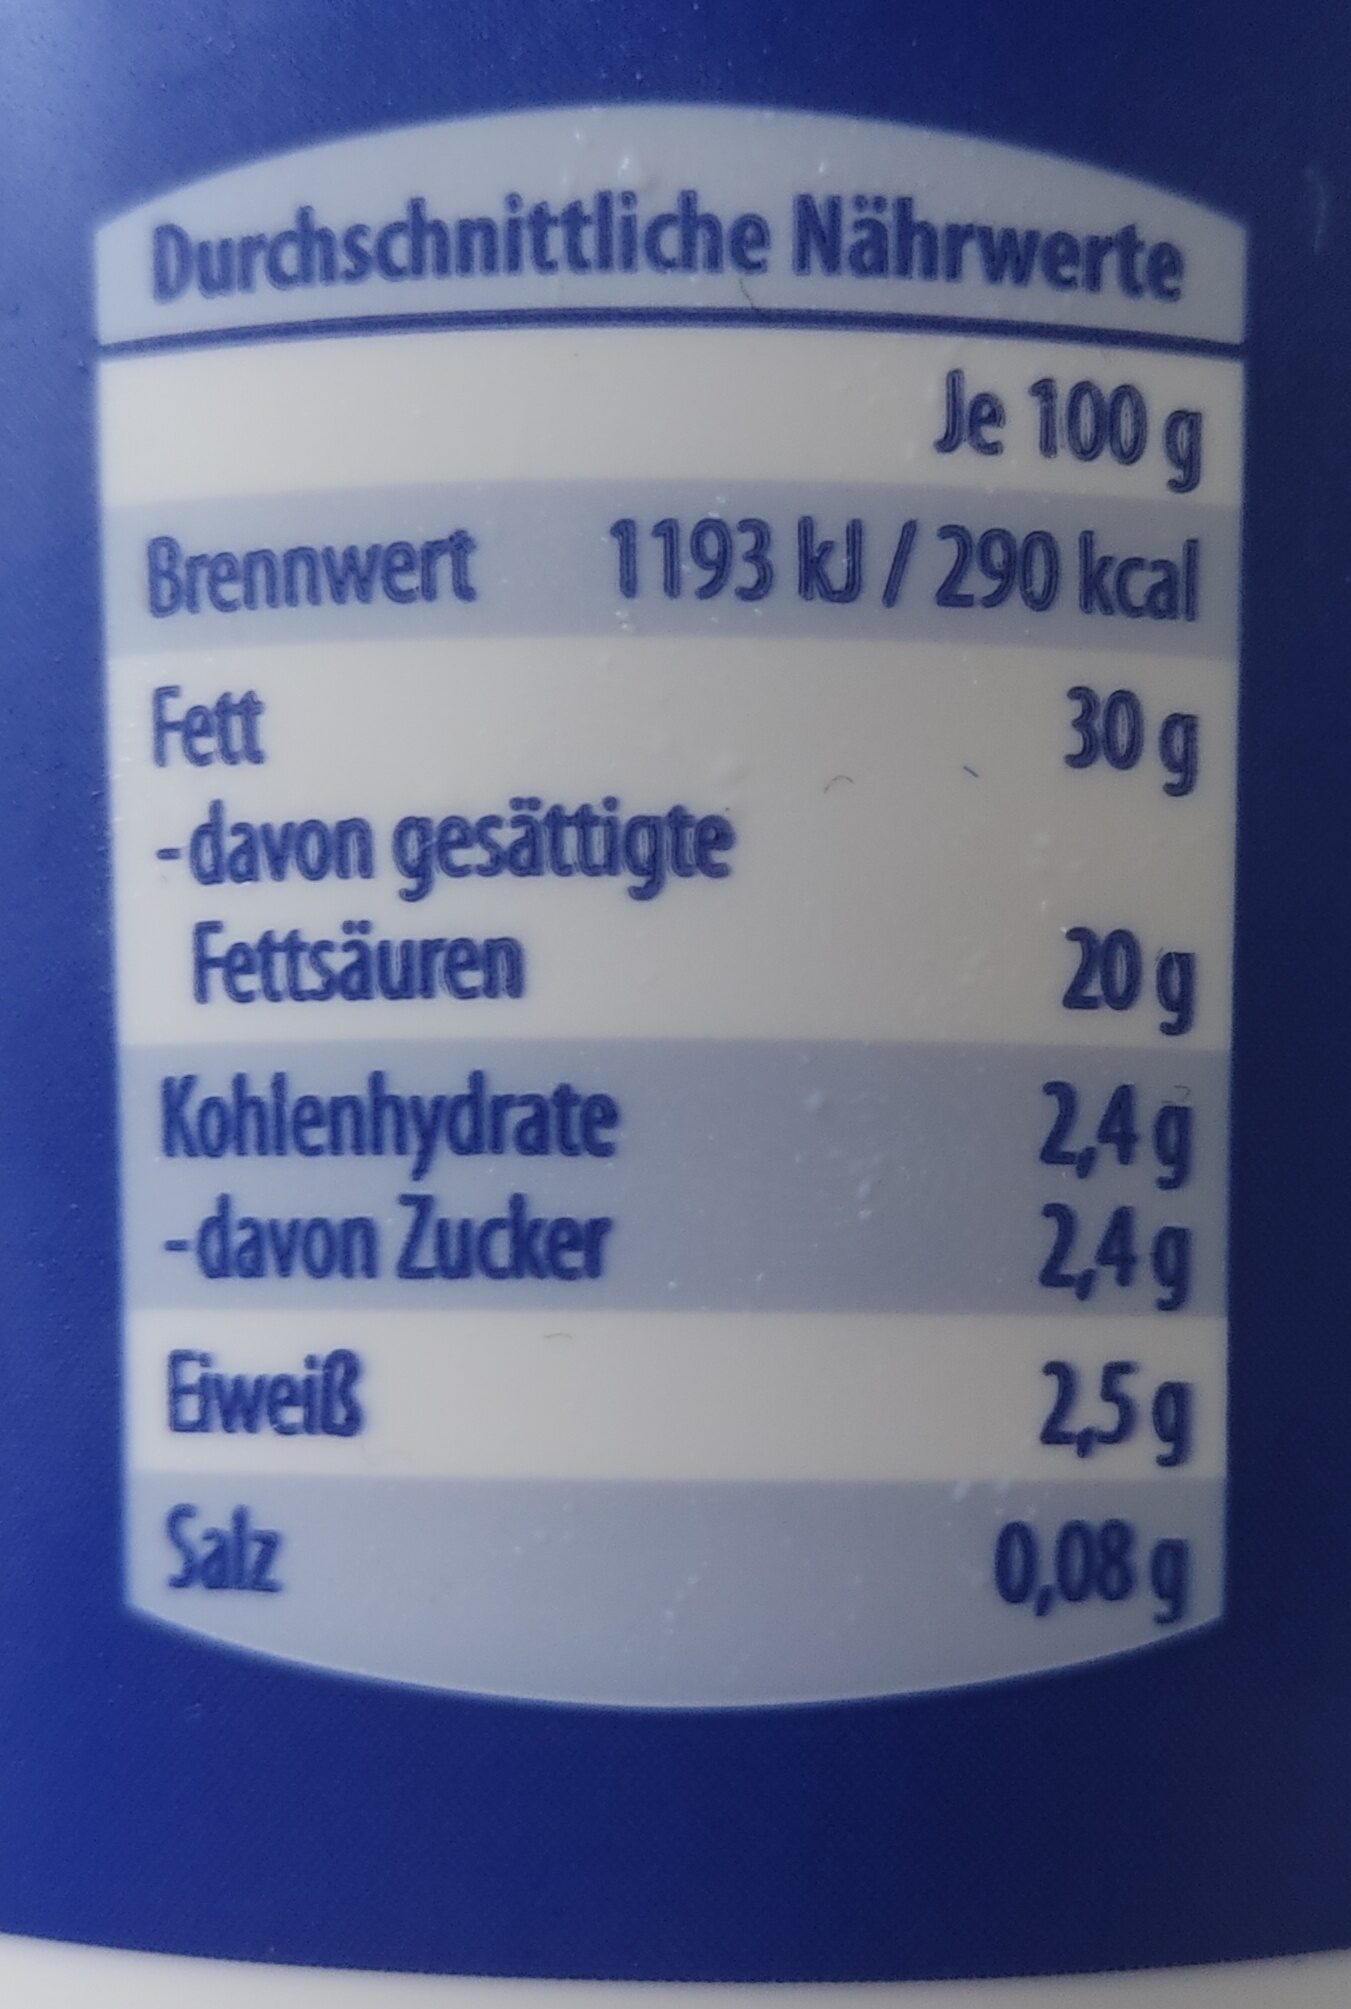 Durchschnittliche Nährwerte
Je 100 g
Brennwert 1193 kJ / 290 kcal
Fett 30 g
-davon gesättigte
Fettsäuren 20 g
Kohlenhydrate 2,4 g
-davon Zucker 2,4 g
Eiweiß 2,5 g
Salz 0,08 g